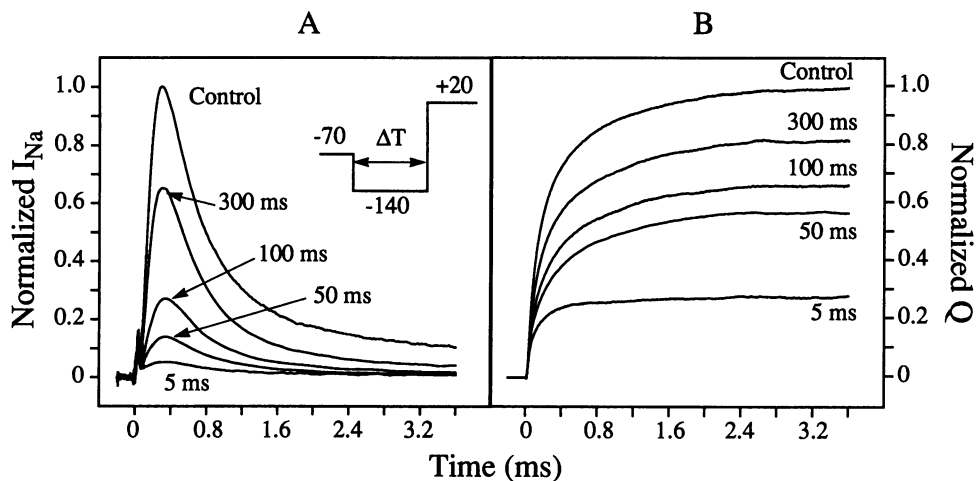 A
B
Normalized I_Na
1.0
0.8
0.6
0.4
0.2
0
Control
300 ms
100 ms
50 ms
5 ms
-70
ΔT
+20
-140
0
0.8
1.6
2.4
3.2
Control
300 ms
100 ms
50 ms
5 ms
1.0
0.8
0.6
0.4
0.2
0
Normalized Q
0
0.8
1.6
2.4
3.2
Time (ms)